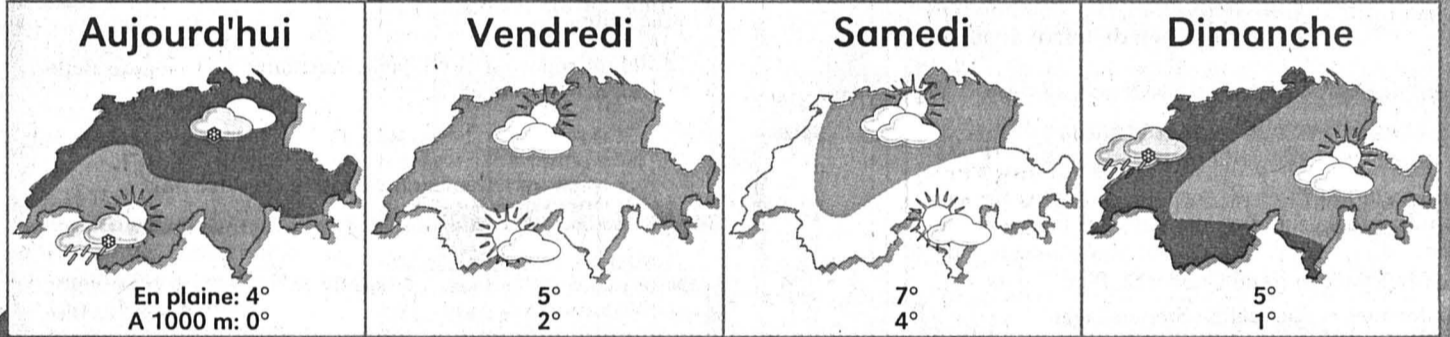 Aujourd'hui
En plaine: 4°
A 1000 m: 0°
Vendredi
5°
2°
Samedi
7°
4°
Dimanche
5°
1°